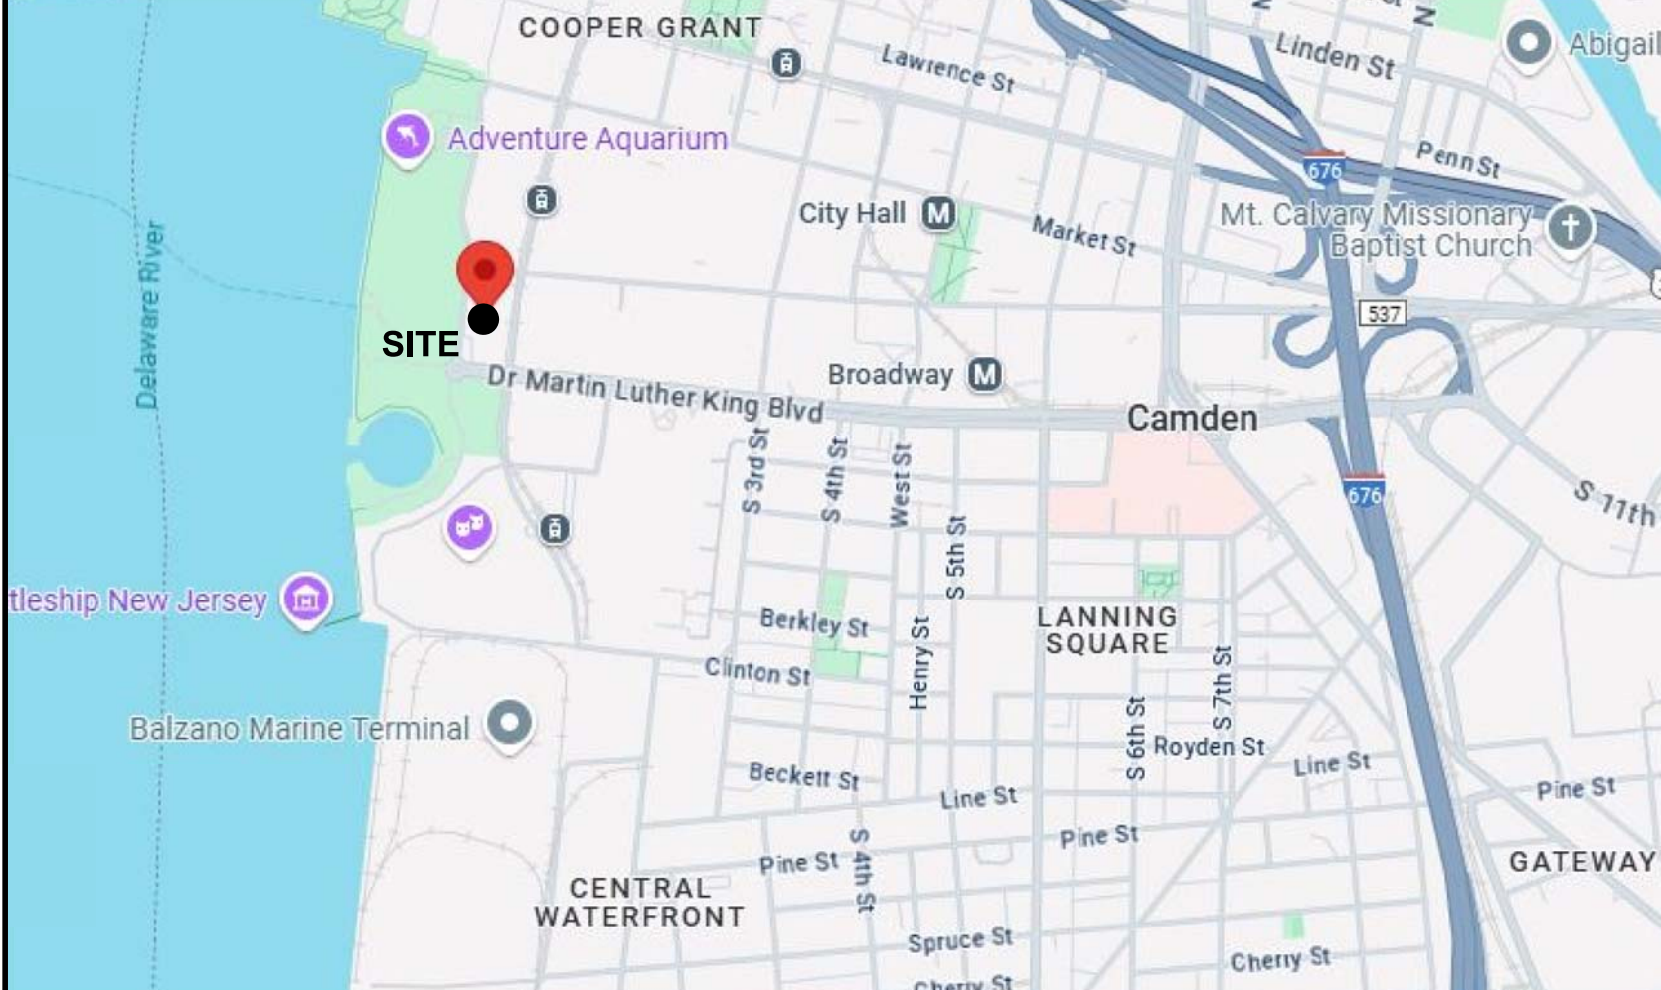 COOPER GRANT
Lawrence St
N
N
Linden St
Abigail
Adventure Aquarium
676
Penn St
City Hall M
Market St
Mt. Calvary Missionary
Baptist Church
Delaware River
537
SITE
Dr Martin Luther King Blvd
Broadway M
Camden
S 3rd St
S 4th St
West St
S 5th St
676
S 11th
tleship New Jersey
Berkley St
Henry St
LANNING
SQUARE
Clinton St
S 7th St
S 6th St
Balzano Marine Terminal
Royden St
Beckett St
Line St
Line St
Pine St
S 4th St
Pine St
Pine St
CENTRAL
WATERFRONT
GATEWAY
Spruce St
Cherry St
Cherry St